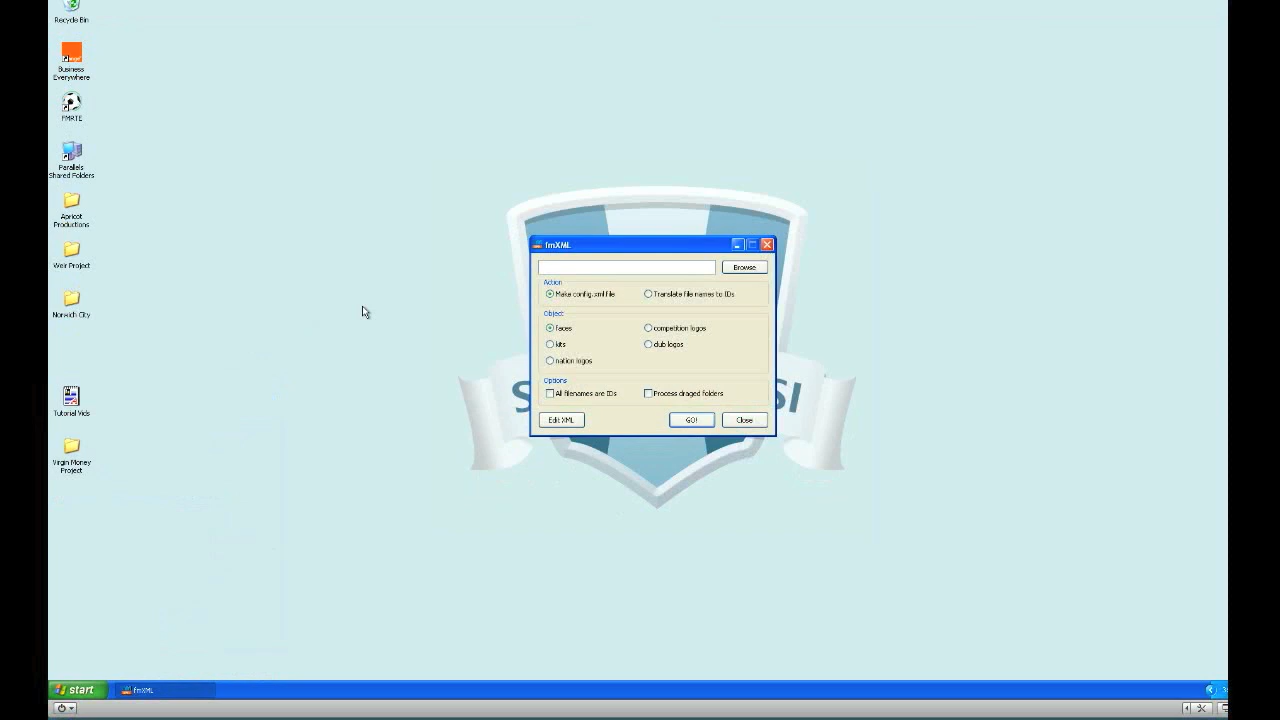 Recycle Bin
Business
Everywhere
FMRTE
Parallels
Shared Folders
Apricot
Productions
Weir Project
Norwich City
Tutorial Vids
Virgin Money
Project
fmXML
Browse
Action
Make config.xml file
Translate file names to IDs
Object
faces
competition logos
kits
club logos
nation logos
Options
All filenames are IDs
Process draged folders
Edit XML
GO!
Close
S
SI
start
fmXML